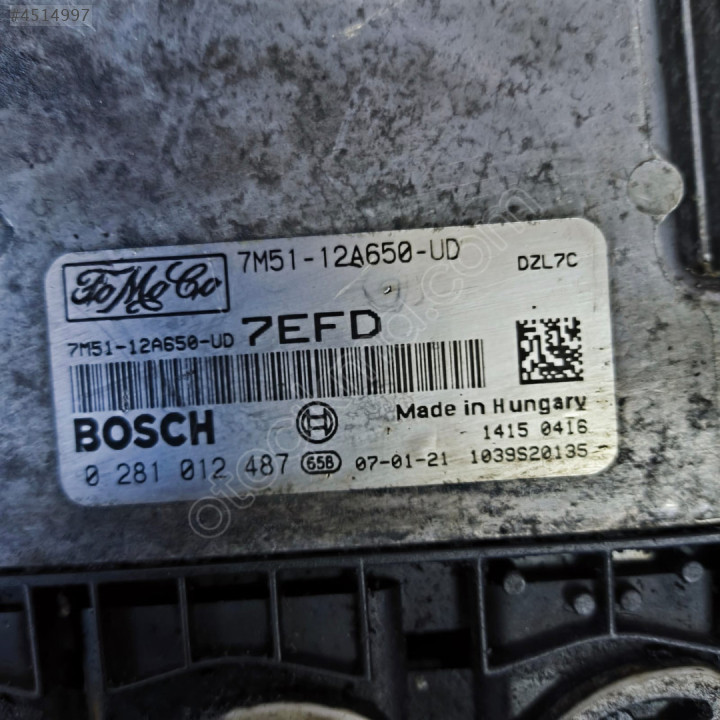 #4514997
FoMoCo
7M51-12A650-UD
DZL7C
7M51-12A650-UD 7EFD
BOSCH
Made in Hungary
1415 0416
0 281 012 487 658 07-01-21 1039S20135